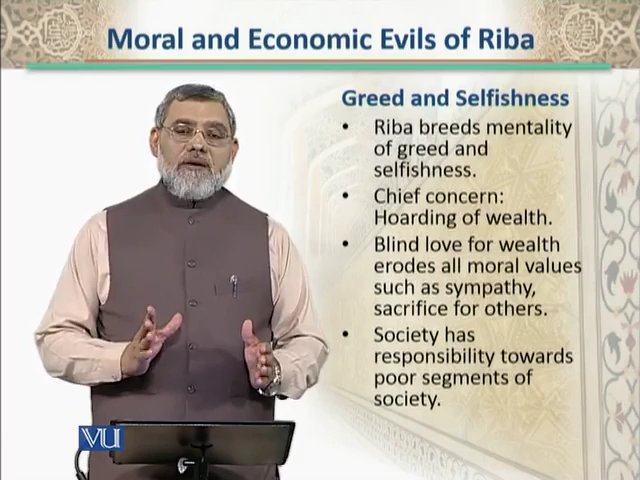 Moral and Economic Evils of Riba
Greed and Selfishness
• Riba breeds mentality
of greed and
selfishness.
• Chief concern:
Hoarding of wealth.
• Blind love for wealth
erodes all moral values
such as sympathy,
sacrifice for others.
• Society has
responsibility towards
poor segments of
society.
VU